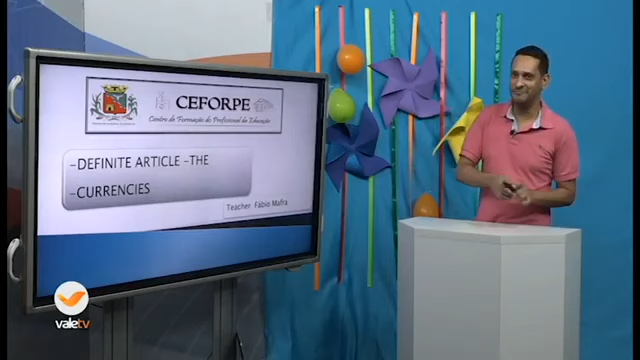 CEFORPE
Centro de Formação do Profissional da Educação
-DEFINITE ARTICLE -THE
-CURRENCIES
Teacher Fábio Mafra
valetv